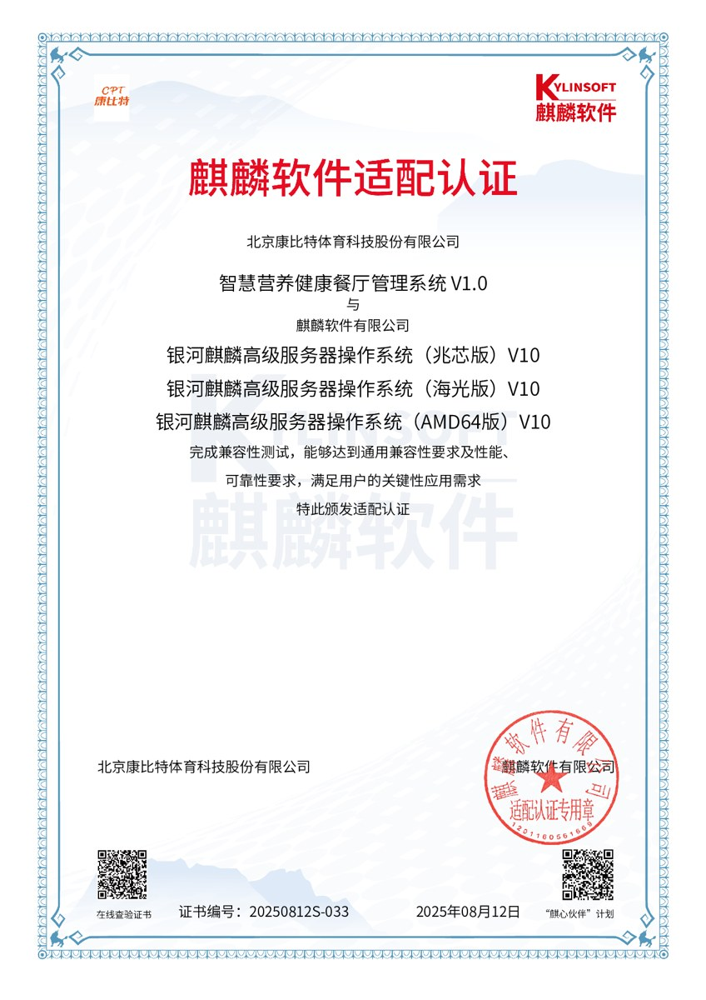 CPT
康比特
KYLINSOFT
麒麟软件
麒麟软件适配认证
北京康比特体育科技股份有限公司
智慧营养健康餐厅管理系统 V1.0
与
麒麟软件有限公司
银河麒麟高级服务器操作系统（兆芯版）V10
银河麒麟高级服务器操作系统（海光版）V10
银河麒麟高级服务器操作系统（AMD64版）V10
KYLINSOFT
麒麟软件
完成兼容性测试，能够达到通用兼容性要求及性能、
可靠性要求，满足用户的关键性应用需求
特此颁发适配认证
北京康比特体育科技股份有限公司
麒麟软件有限公司
麒麟软件有限公司
适配认证专用章
1201160561669
在线查验证书
证书编号：20250812S-033
2025年08月12日
“麒心伙伴”计划